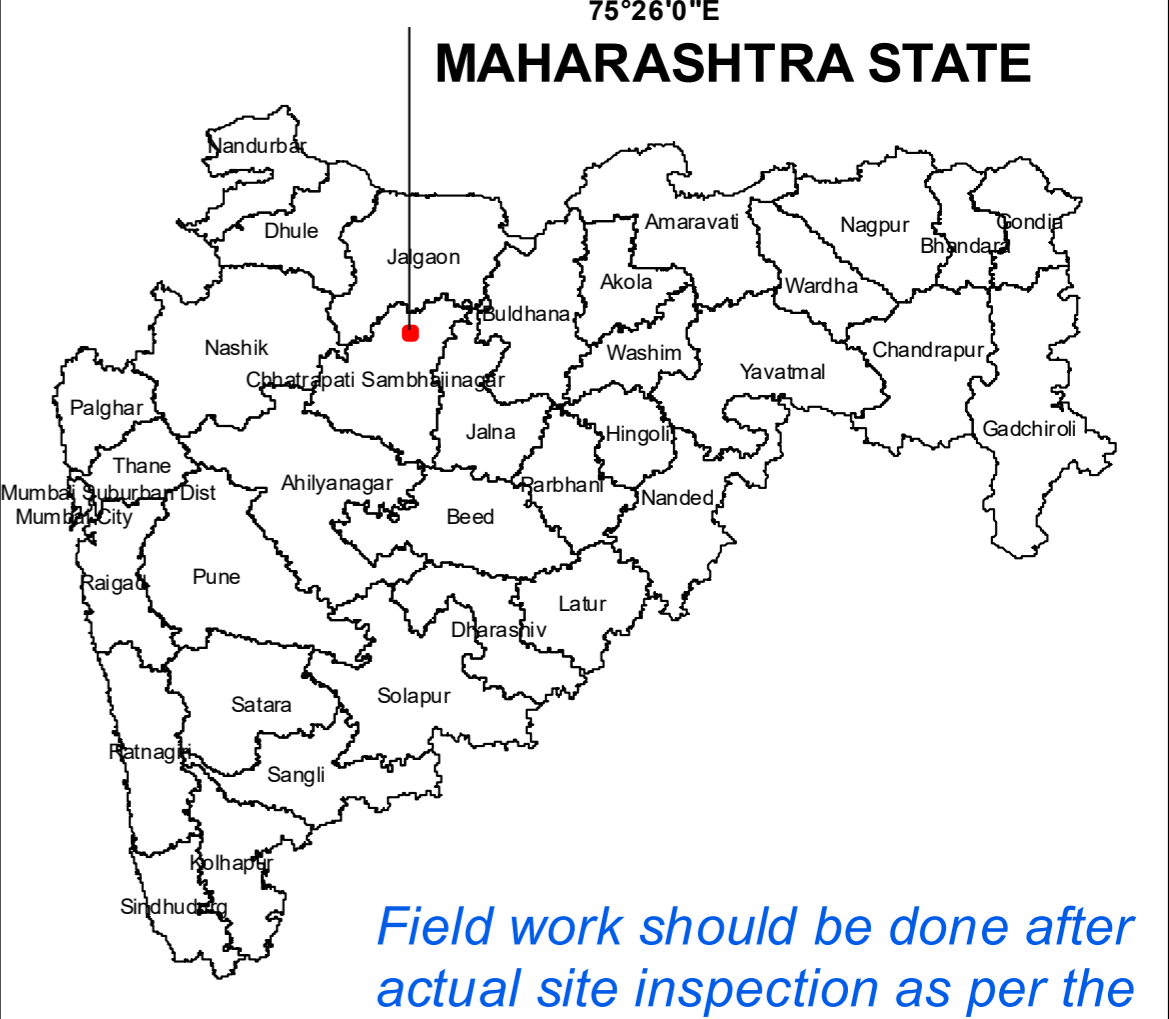 75°26'0"E
MAHARASHTRA STATE
Nandurbar
Dhule
Jalgaon
Amaravati
Nagpur
Gondia
Bhandara
Akola
Wardha
Buldhana
Nashik
Washim
Chandrapur
Chhatrapati Sambhajinagar
Yavatmal
Palghar
Jalna
Hingoli
Gadchiroli
Thane
Ahilyanagar
Parbhani
Nanded
Mumbai Suburban Dist
Mumbai City
Beed
Raigad
Pune
Latur
Dharashiv
Satara
Solapur
Ratnagiri
Sangli
Kolhapur
Sindhudurg
Field work should be done after
actual site inspection as per the